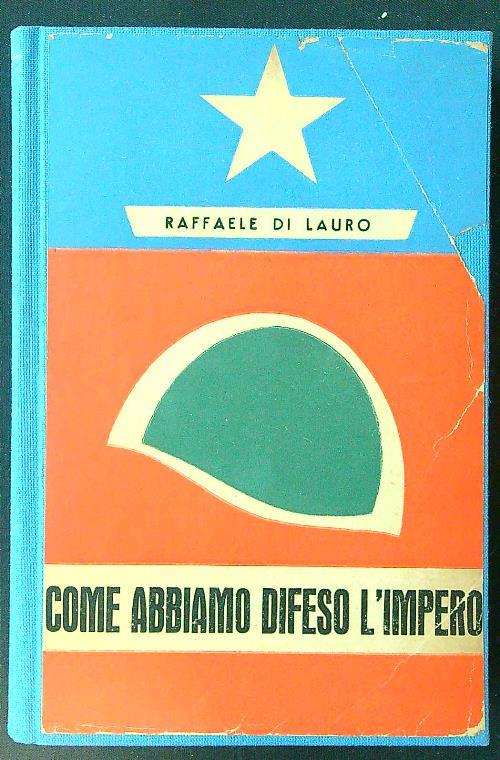 RAFFAELE DI LAURO
COME ABBIAMO DIFESO L'IMPERO